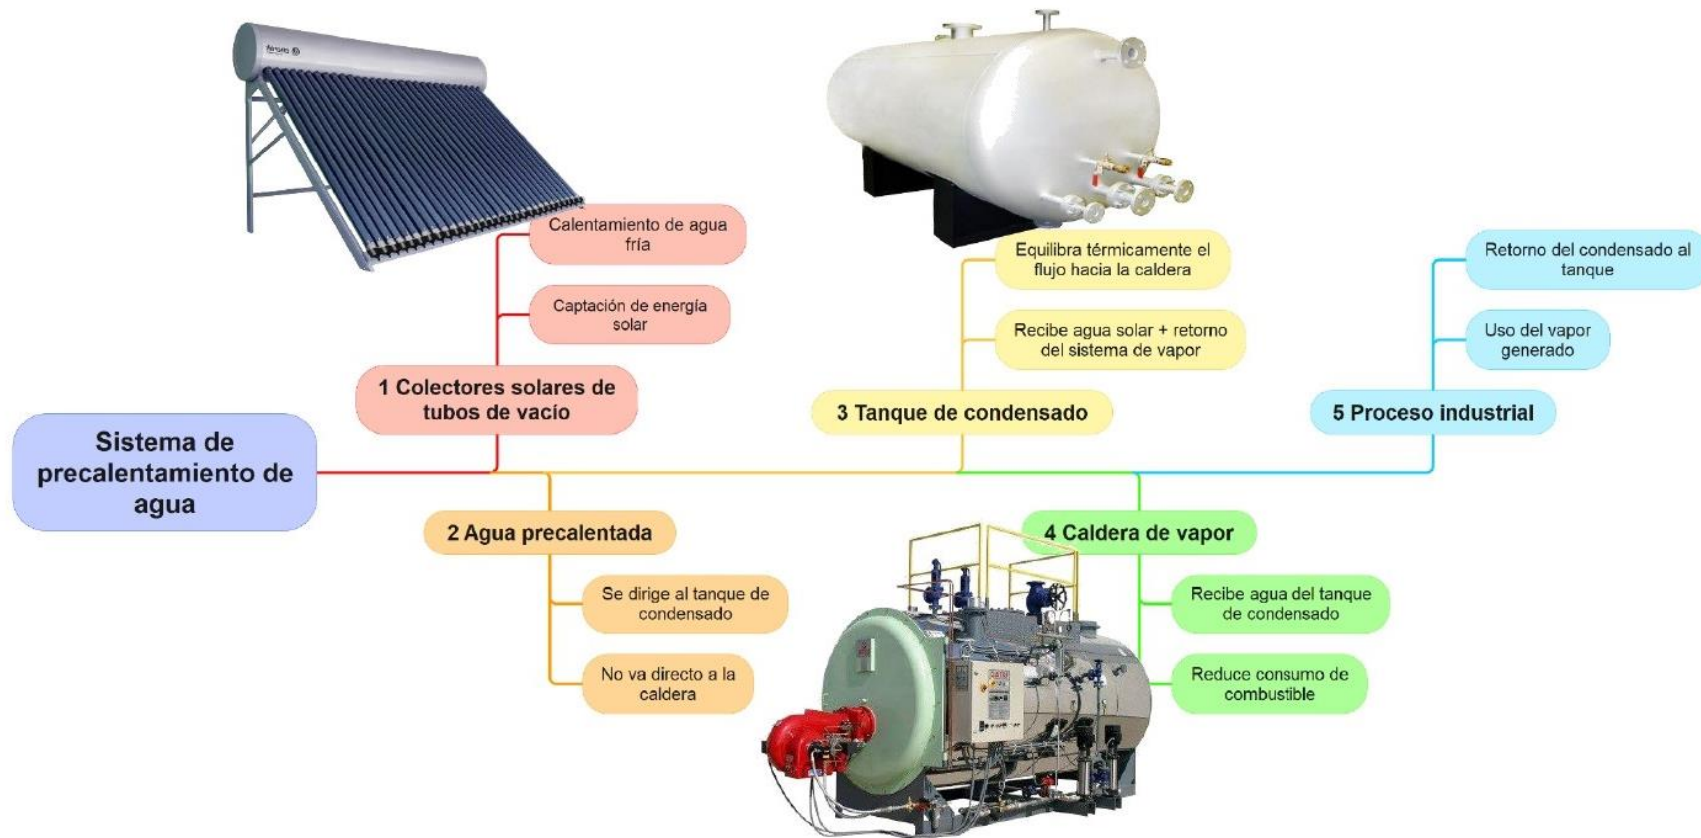 Calentamiento de agua
fría
Captación de energía
solar
1 Colectores solares de
tubos de vacío
Sistema de
precalentamiento de
agua
2 Agua precalentada
Se dirige al tanque de
condensado
No va directo a la
caldera
Equilibra térmicamente el
flujo hacia la caldera
Recibe agua solar + retorno
del sistema de vapor
3 Tanque de condensado
4 Caldera de vapor
Recibe agua del tanque
de condensado
Reduce consumo de
combustible
Retorno del condensado al
tanque
Uso del vapor
generado
5 Proceso industrial